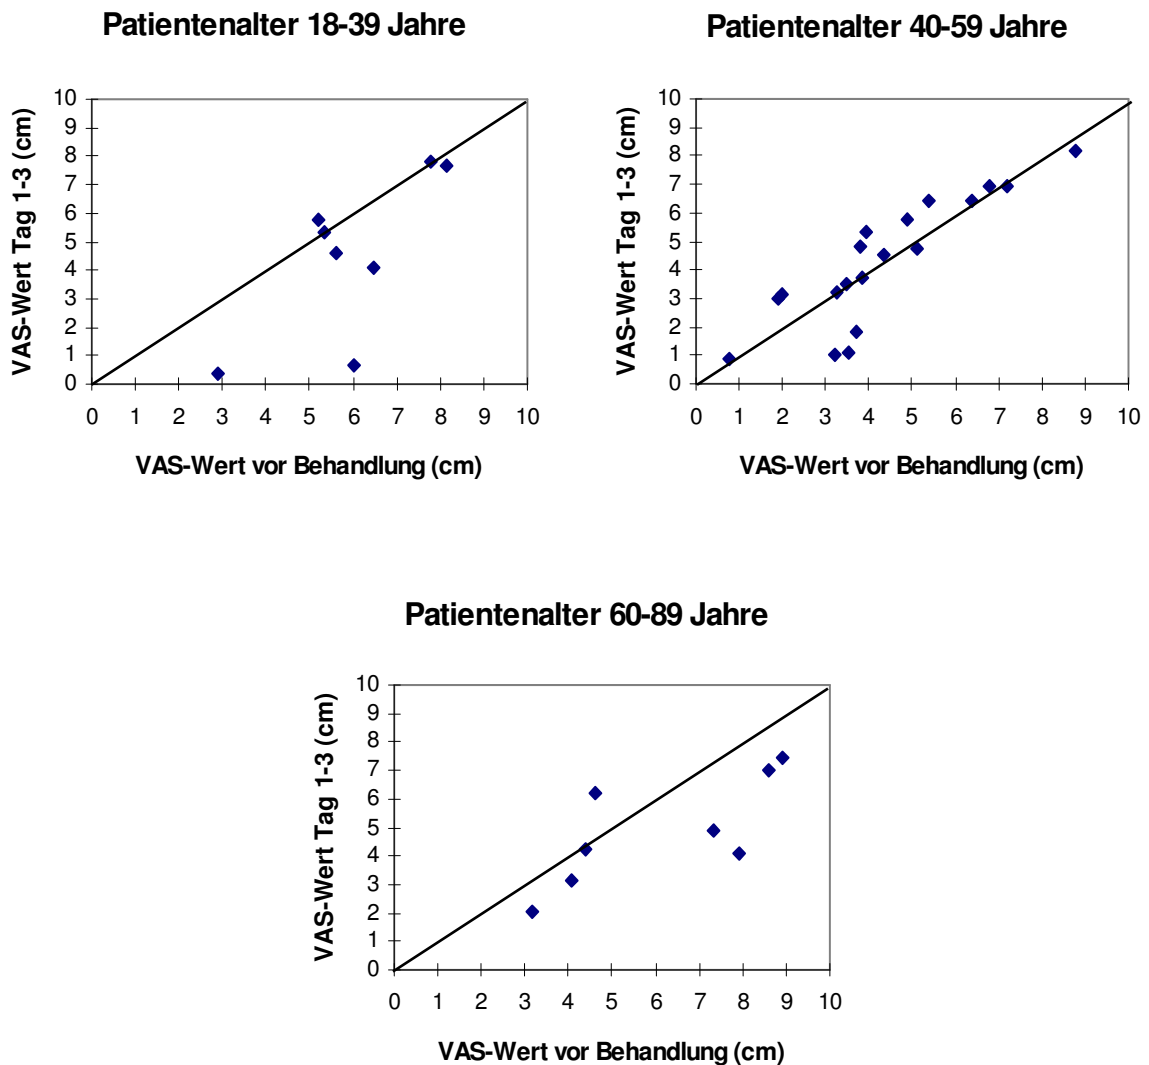 Patientenalter 18-39 Jahre
VAS-Wert Tag 1-3 (cm)
10
9
8
7
6
5
4
3
2
1
0
0 1 2 3 4 5 6 7 8 9 10
VAS-Wert vor Behandlung (cm)
Patientenalter 40-59 Jahre
VAS-Wert Tag 1-3 (cm)
10
9
8
7
6
5
4
3
2
1
0
0 1 2 3 4 5 6 7 8 9 10
VAS-Wert vor Behandlung (cm)
Patientenalter 60-89 Jahre
VAS-Wert Tag 1-3 (cm)
10
9
8
7
6
5
4
3
2
1
0
0 1 2 3 4 5 6 7 8 9 10
VAS-Wert vor Behandlung (cm)